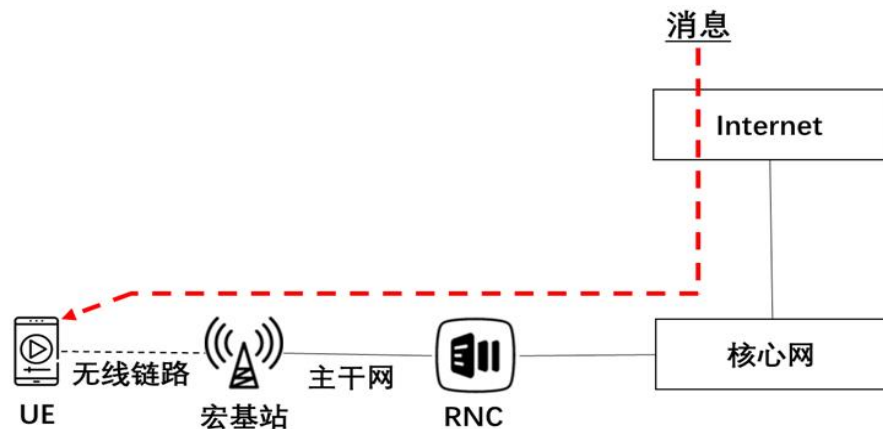 消息
Internet
核心网
无线链路
主干网
UE
宏基站
RNC